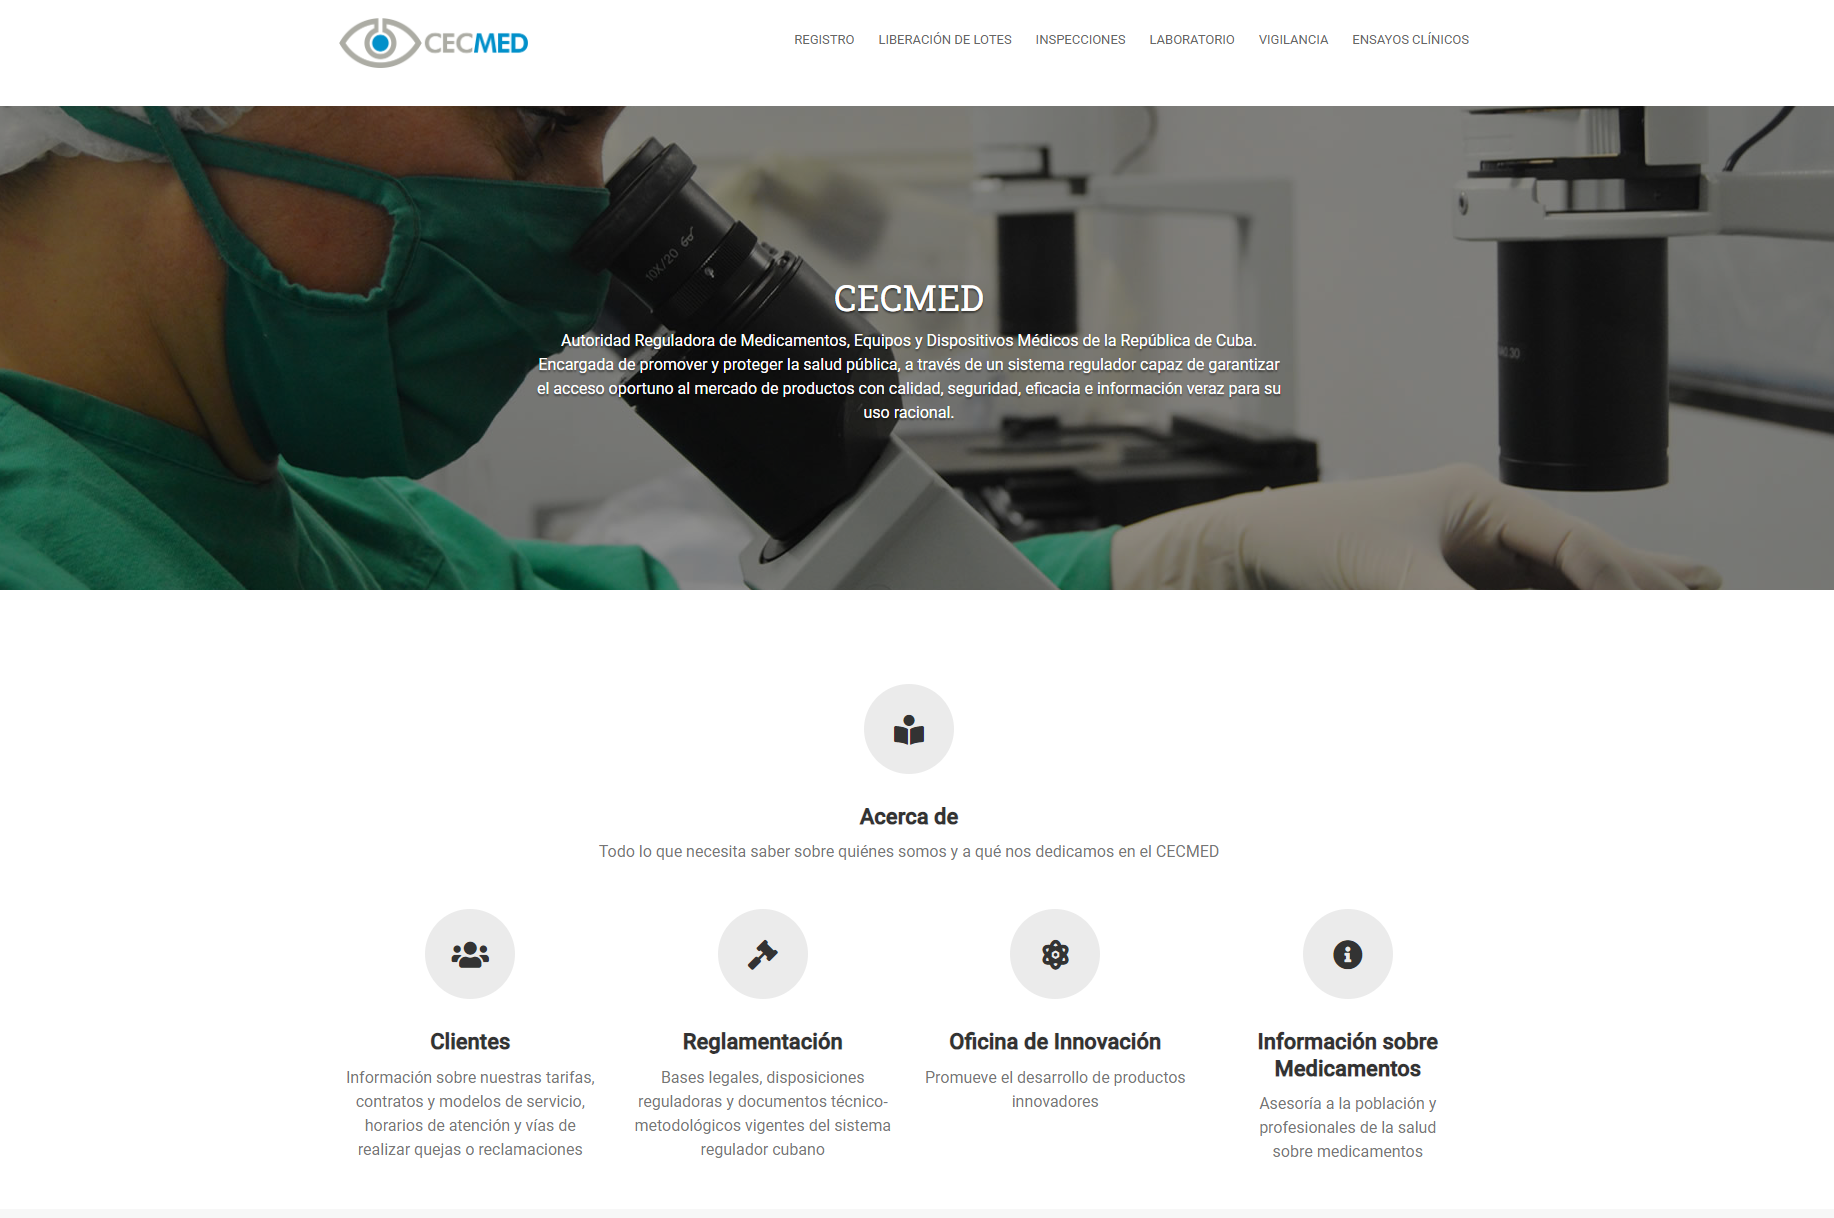 CECMED
REGISTRO LIBERACIÓN DE LOTES INSPECCIONES LABORATORIO VIGILANCIA ENSAYOS CLÍNICOS
10X/20
CECMED
Autoridad Reguladora de Medicamentos, Equipos y Dispositivos Médicos de la República de Cuba.
Encargada de promover y proteger la salud pública, a través de un sistema regulador capaz de garantizar
el acceso oportuno al mercado de productos con calidad, seguridad, eficacia e información veraz para su
uso racional.
Acerca de
Todo lo que necesita saber sobre quiénes somos y a qué nos dedicamos en el CECMED
Clientes
Información sobre nuestras tarifas,
contratos y modelos de servicio,
horarios de atención y vías de
realizar quejas o reclamaciones
Reglamentación
Bases legales, disposiciones
reguladoras y documentos técnico-
metodológicos vigentes del sistema
regulador cubano
Oficina de Innovación
Promueve el desarrollo de productos
innovadores
Información sobre
Medicamentos
Asesoría a la población y
profesionales de la salud
sobre medicamentos